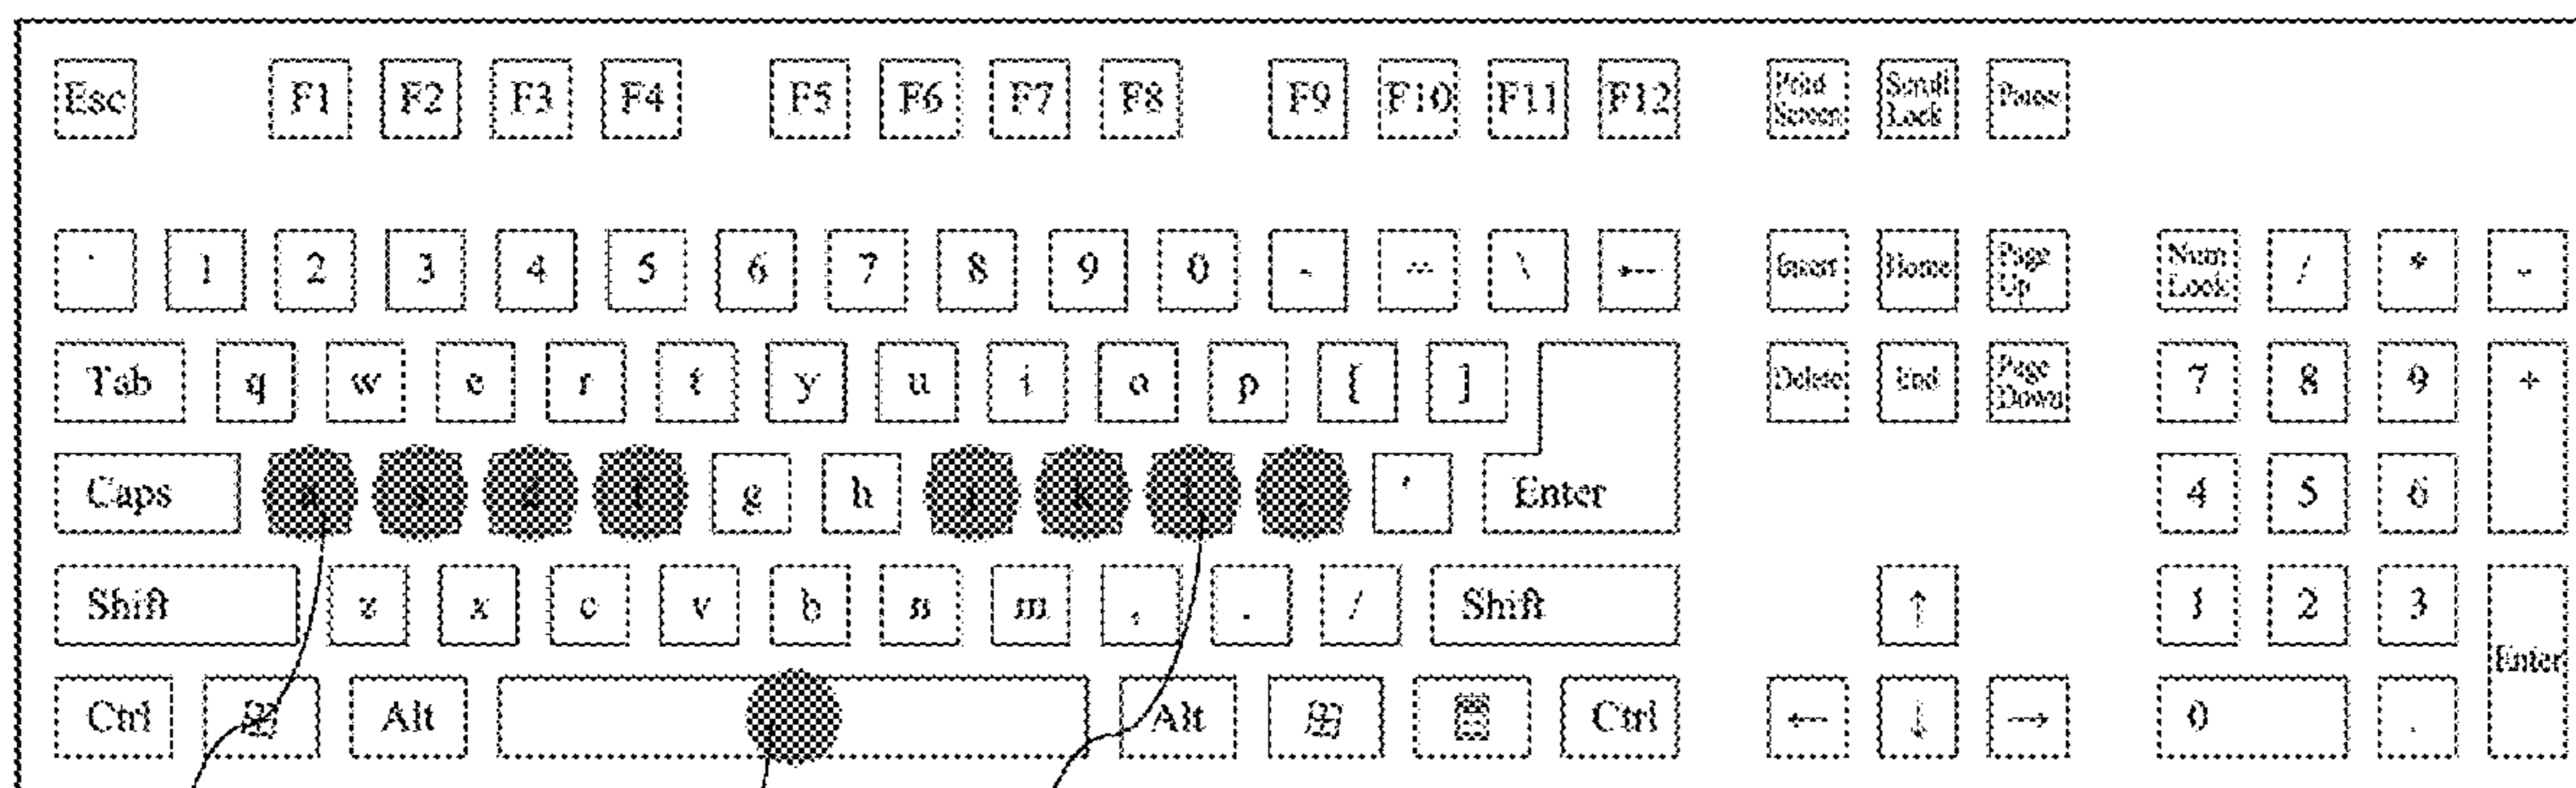 Esc F1 F2 F3 F4 F5 F6 F7 F8 F9 F10 F11 F12 Print Screen Scroll Lock Pause
` 1 2 3 4 5 6 7 8 9 0 - = \ ← Insert Home Page Up Num Lock / * -
Tab q w e r t y u i o p [ ] Delete End Page Down 7 8 9 +
Caps a s d f g h j k l ; ' Enter 4 5 6
Shift z x c v b n m , . / Shift ↑ 1 2 3 Enter
Ctrl Alt Alt Ctrl ← ↓ → 0 .